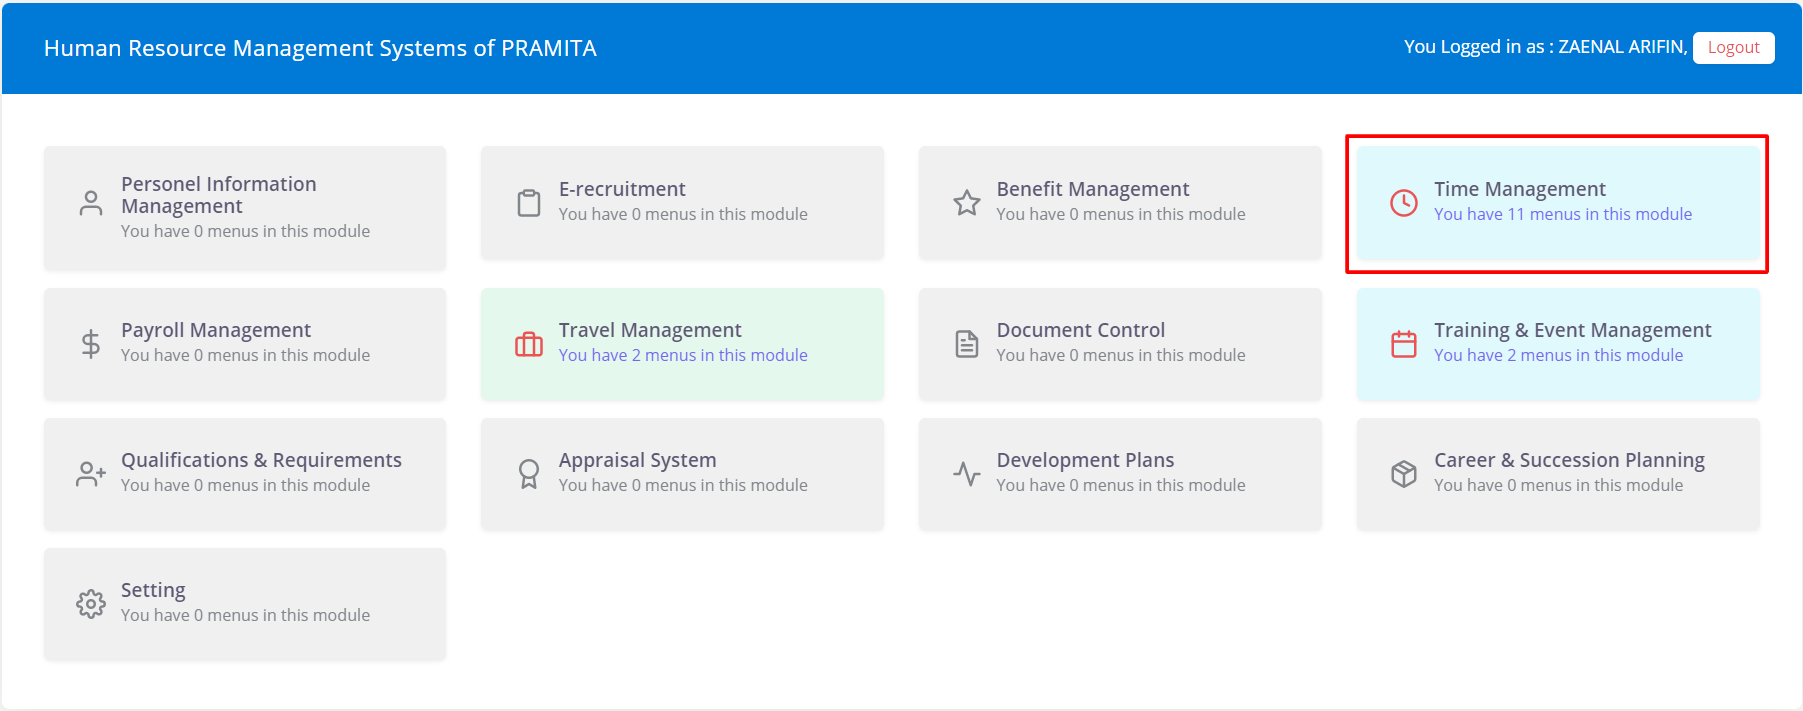 Human Resource Management Systems of PRAMITA
You Logged in as : ZAENAL ARIFIN, Logout
Personel Information
Management
You have 0 menus in this module
E-recruitment
You have 0 menus in this module
Benefit Management
You have 0 menus in this module
Time Management
You have 11 menus in this module
Payroll Management
You have 0 menus in this module
Travel Management
You have 2 menus in this module
Document Control
You have 0 menus in this module
Training & Event Management
You have 2 menus in this module
Qualifications & Requirements
You have 0 menus in this module
Appraisal System
You have 0 menus in this module
Development Plans
You have 0 menus in this module
Career & Succession Planning
You have 0 menus in this module
Setting
You have 0 menus in this module